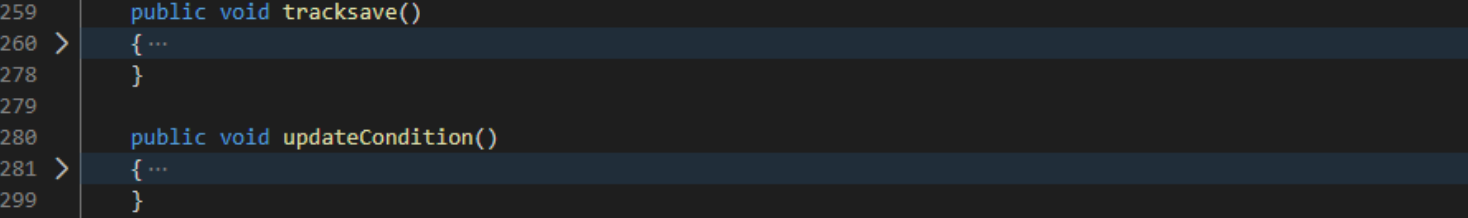 259 public void tracksave()
260 > { ...
278 }
279
280 public void updateCondition()
281 > { ...
299 }